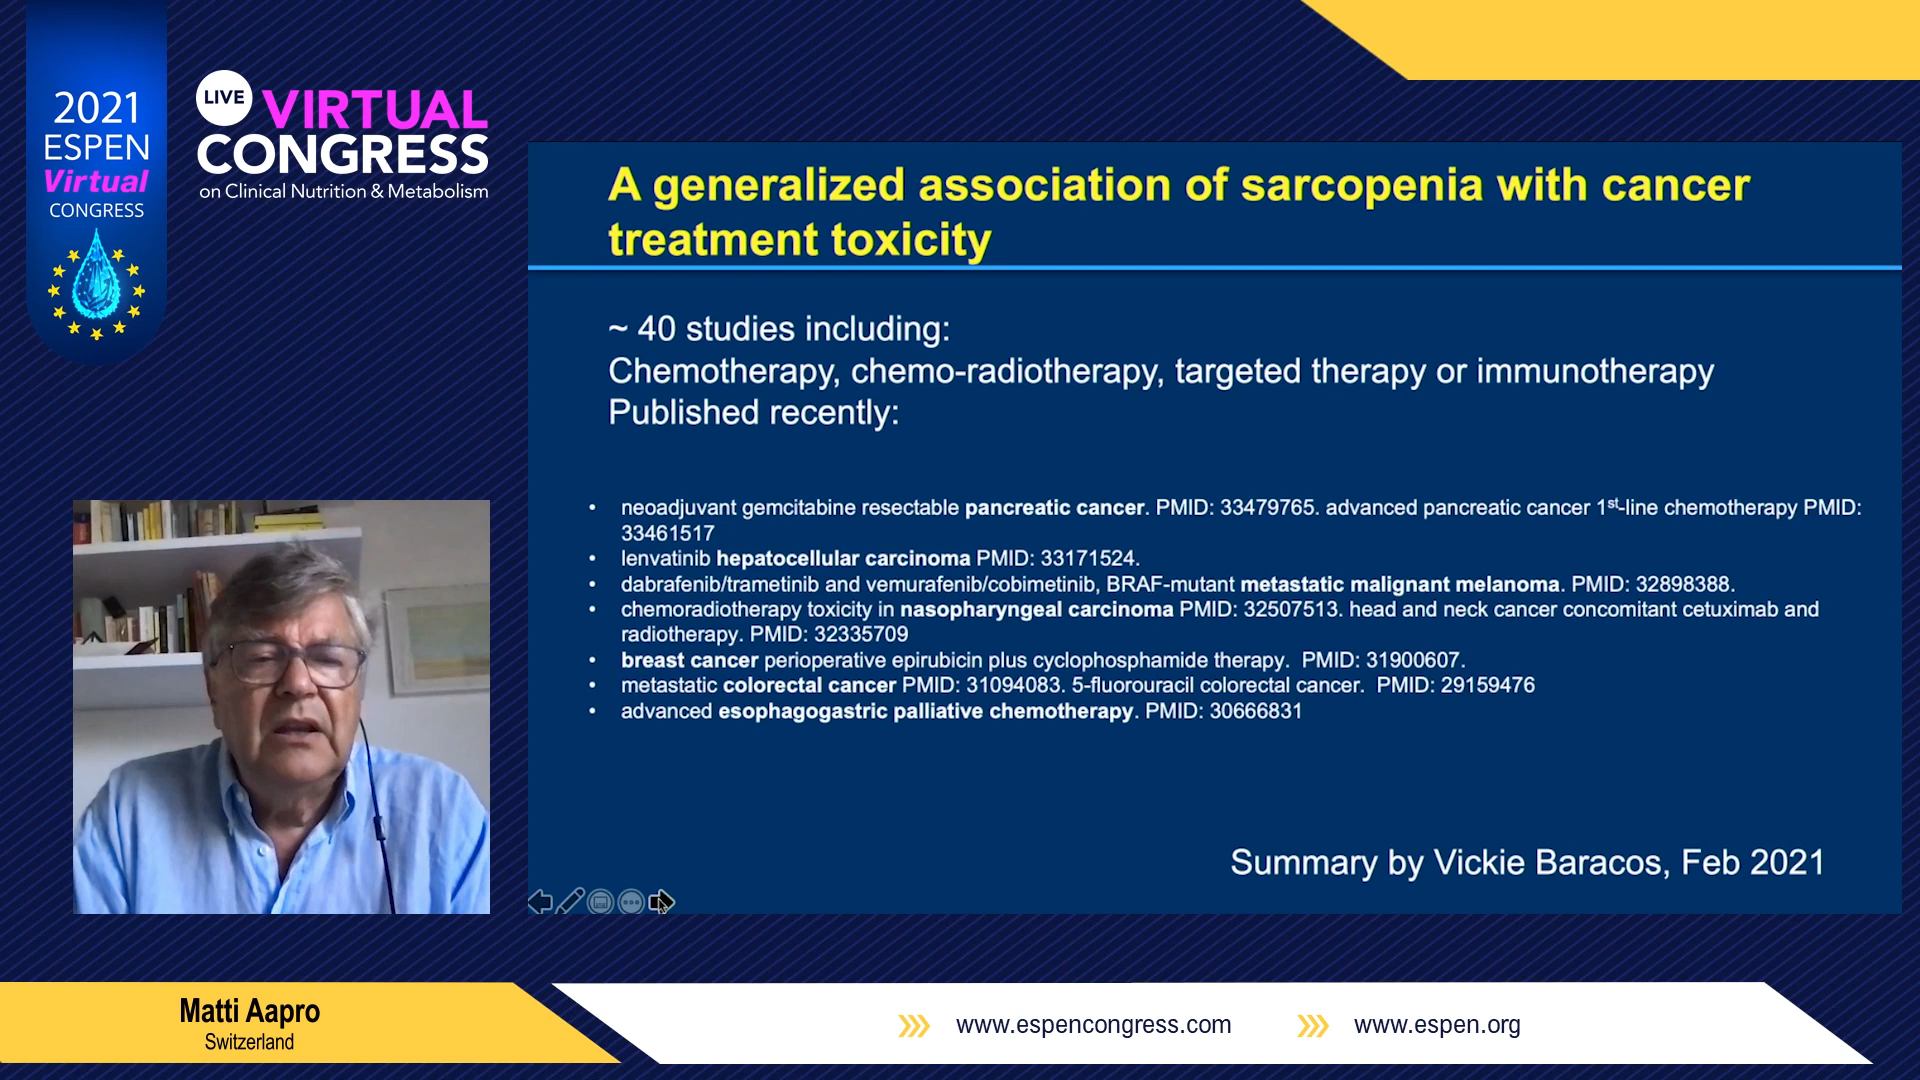 2021
ESPEN
Virtual
CONGRESS
LIVE
VIRTUAL
CONGRESS
on Clinical Nutrition & Metabolism
A generalized association of sarcopenia with cancer
treatment toxicity
~ 40 studies including:
Chemotherapy, chemo-radiotherapy, targeted therapy or immunotherapy
Published recently:
• neoadjuvant gemcitabine resectable pancreatic cancer. PMID: 33479765. advanced pancreatic cancer 1st-line chemotherapy PMID:
33461517
• lenvatinib hepatocellular carcinoma PMID: 33171524.
• dabrafenib/trametinib and vemurafenib/cobimetinib, BRAF-mutant metastatic malignant melanoma. PMID: 32898388.
• chemoradiotherapy toxicity in nasopharyngeal carcinoma PMID: 32507513. head and neck cancer concomitant cetuximab and
radiotherapy. PMID: 32335709
• breast cancer perioperative epirubicin plus cyclophosphamide therapy. PMID: 31900607.
• metastatic colorectal cancer PMID: 31094083. 5-fluorouracil colorectal cancer. PMID: 29159476
• advanced esophagogastric palliative chemotherapy. PMID: 30666831
Summary by Vickie Baracos, Feb 2021
Matti Aapro
Switzerland
www.espencongress.com
www.espen.org